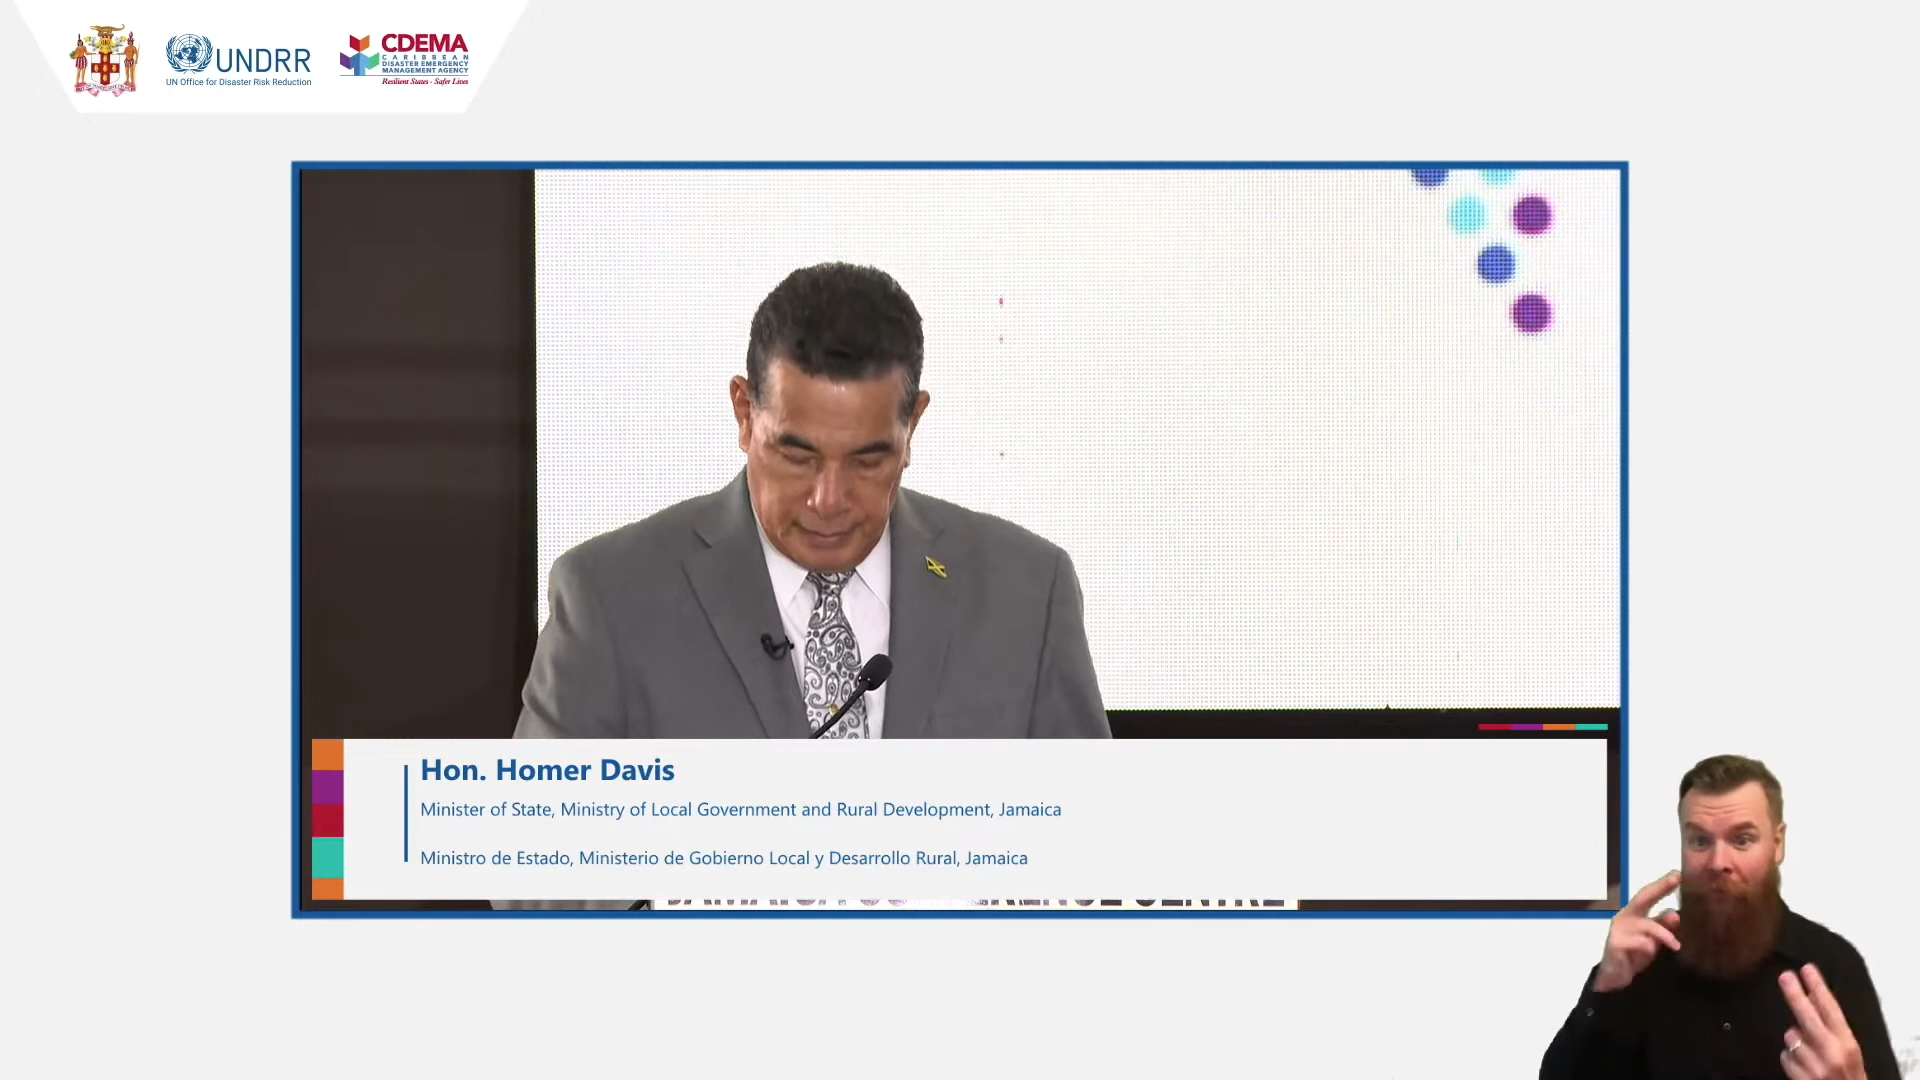 UNDRR
UN Office for Disaster Risk Reduction
CDEMA
CARIBBEAN
DISASTER EMERGENCY
MANAGEMENT AGENCY
Resilient States - Safer Lives
Hon. Homer Davis
Minister of State, Ministry of Local Government and Rural Development, Jamaica
Ministro de Estado, Ministerio de Gobierno Local y Desarrollo Rural, Jamaica